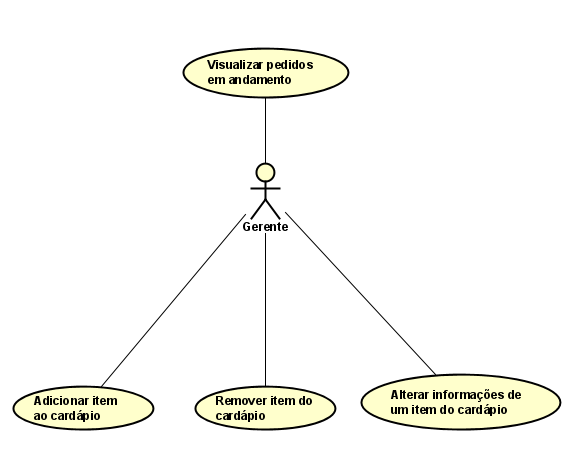 Visualizar pedidos
em andamento
Gerente
Adicionar item
ao cardápio
Remover item do
cardápio
Alterar informações de
um item do cardápio